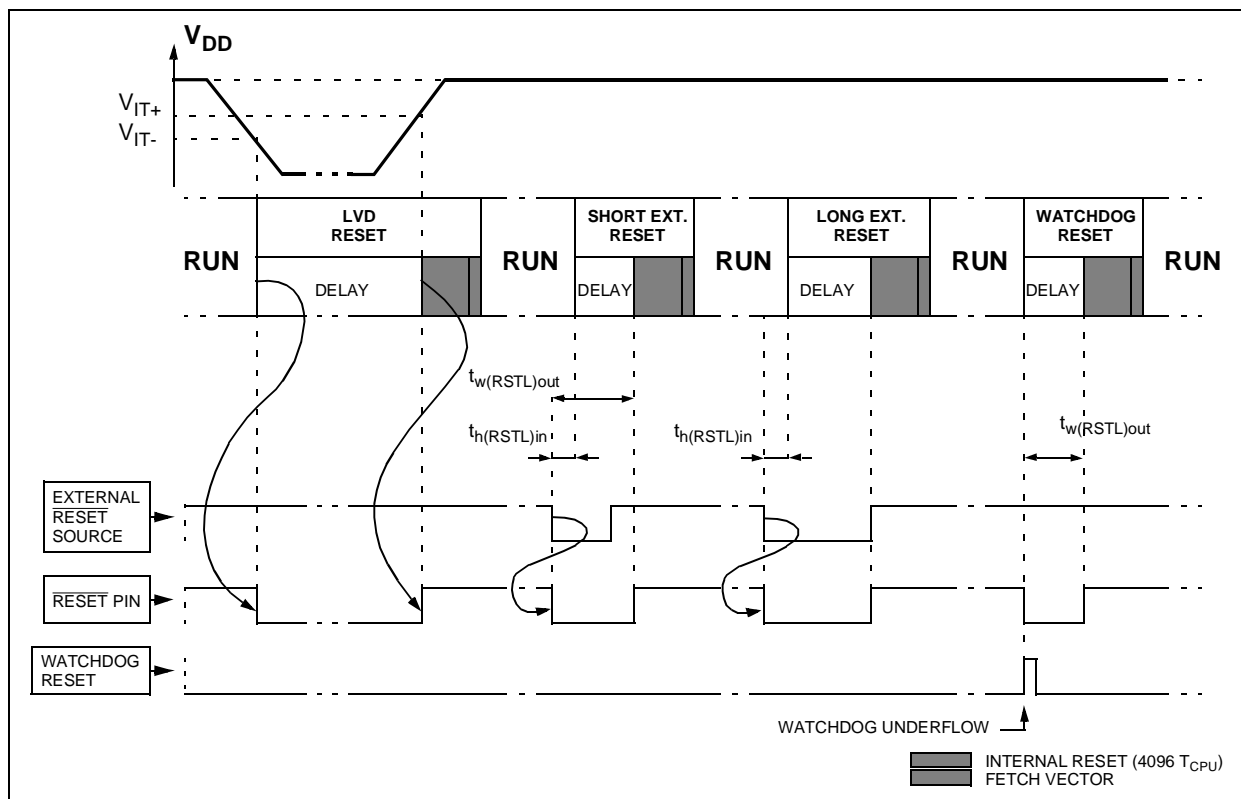 VDD
VIT+
VIT-
LVD
RESET
SHORT EXT.
RESET
LONG EXT.
RESET
WATCHDOG
RESET
RUN
RUN
RUN
RUN
RUN
DELAY
DELAY
DELAY
DELAY
tw(RSTL)out
th(RSTL)in
th(RSTL)in
tw(RSTL)out
EXTERNAL
RESET
SOURCE
RESET PIN
WATCHDOG
RESET
WATCHDOG UNDERFLOW
INTERNAL RESET (4096 TCPU)
FETCH VECTOR